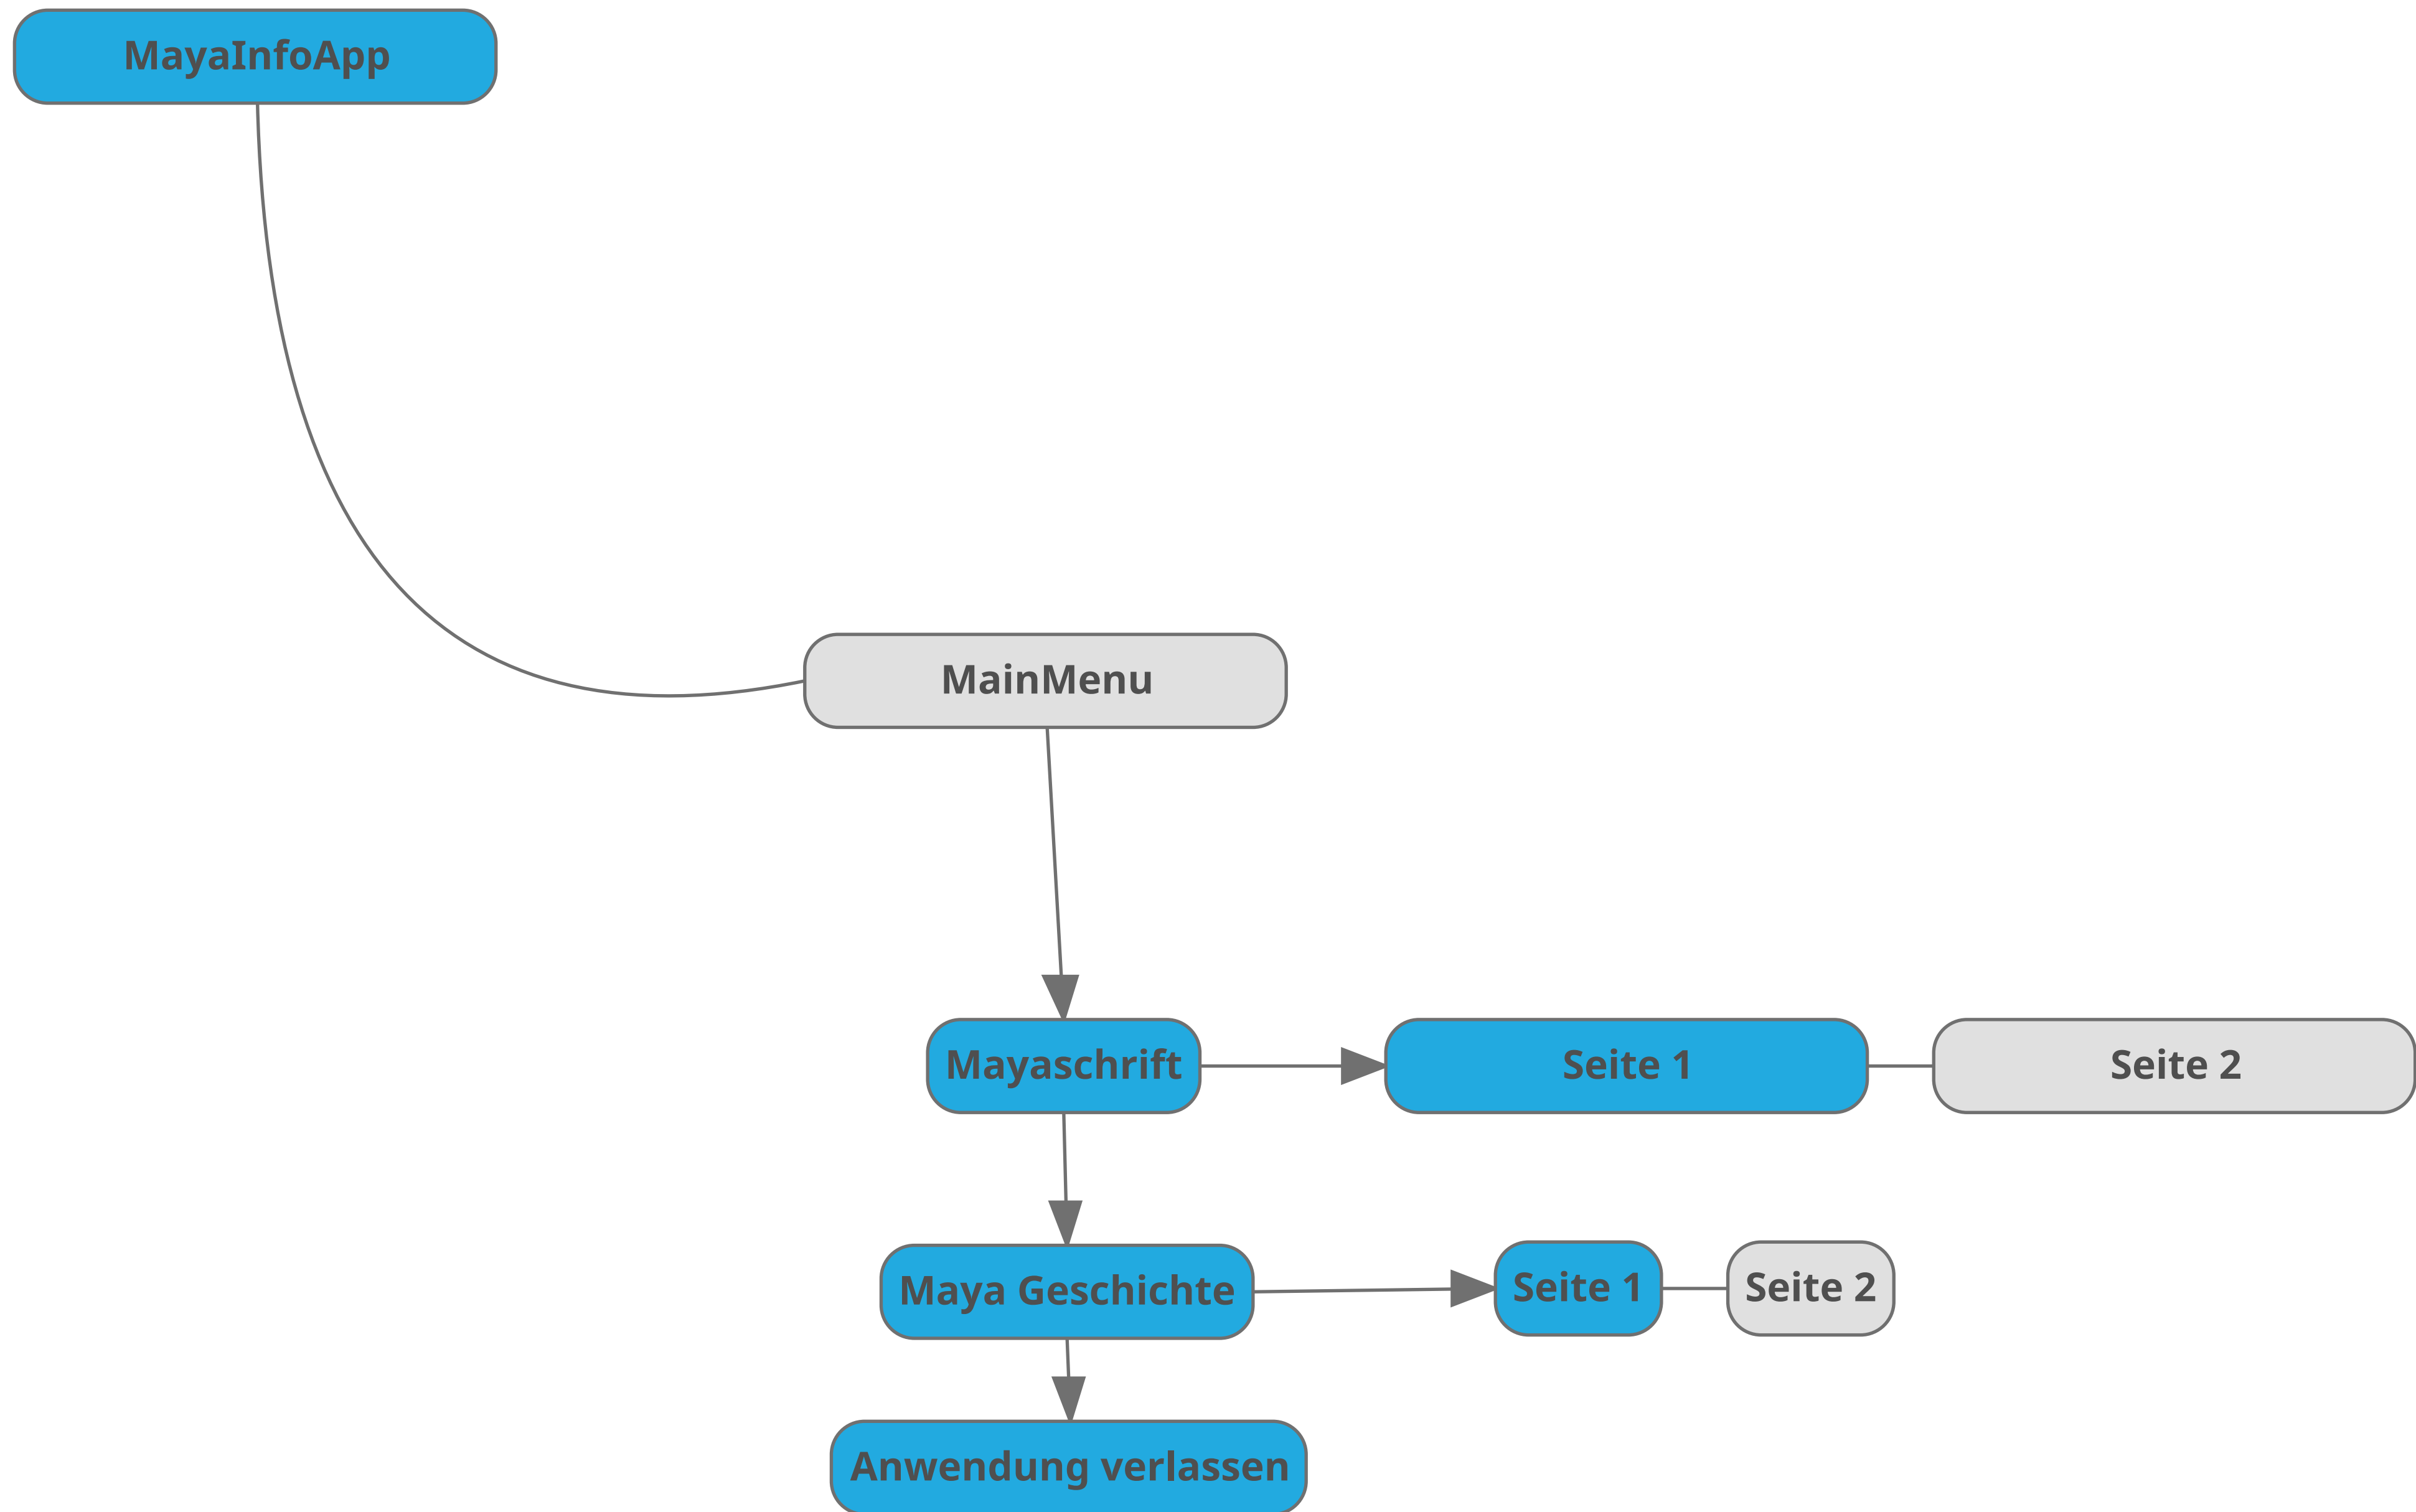 MayaInfoApp
MainMenu
Mayaschrift
Seite 1
Seite 2
Maya Geschichte
Seite 1
Seite 2
Anwendung verlassen